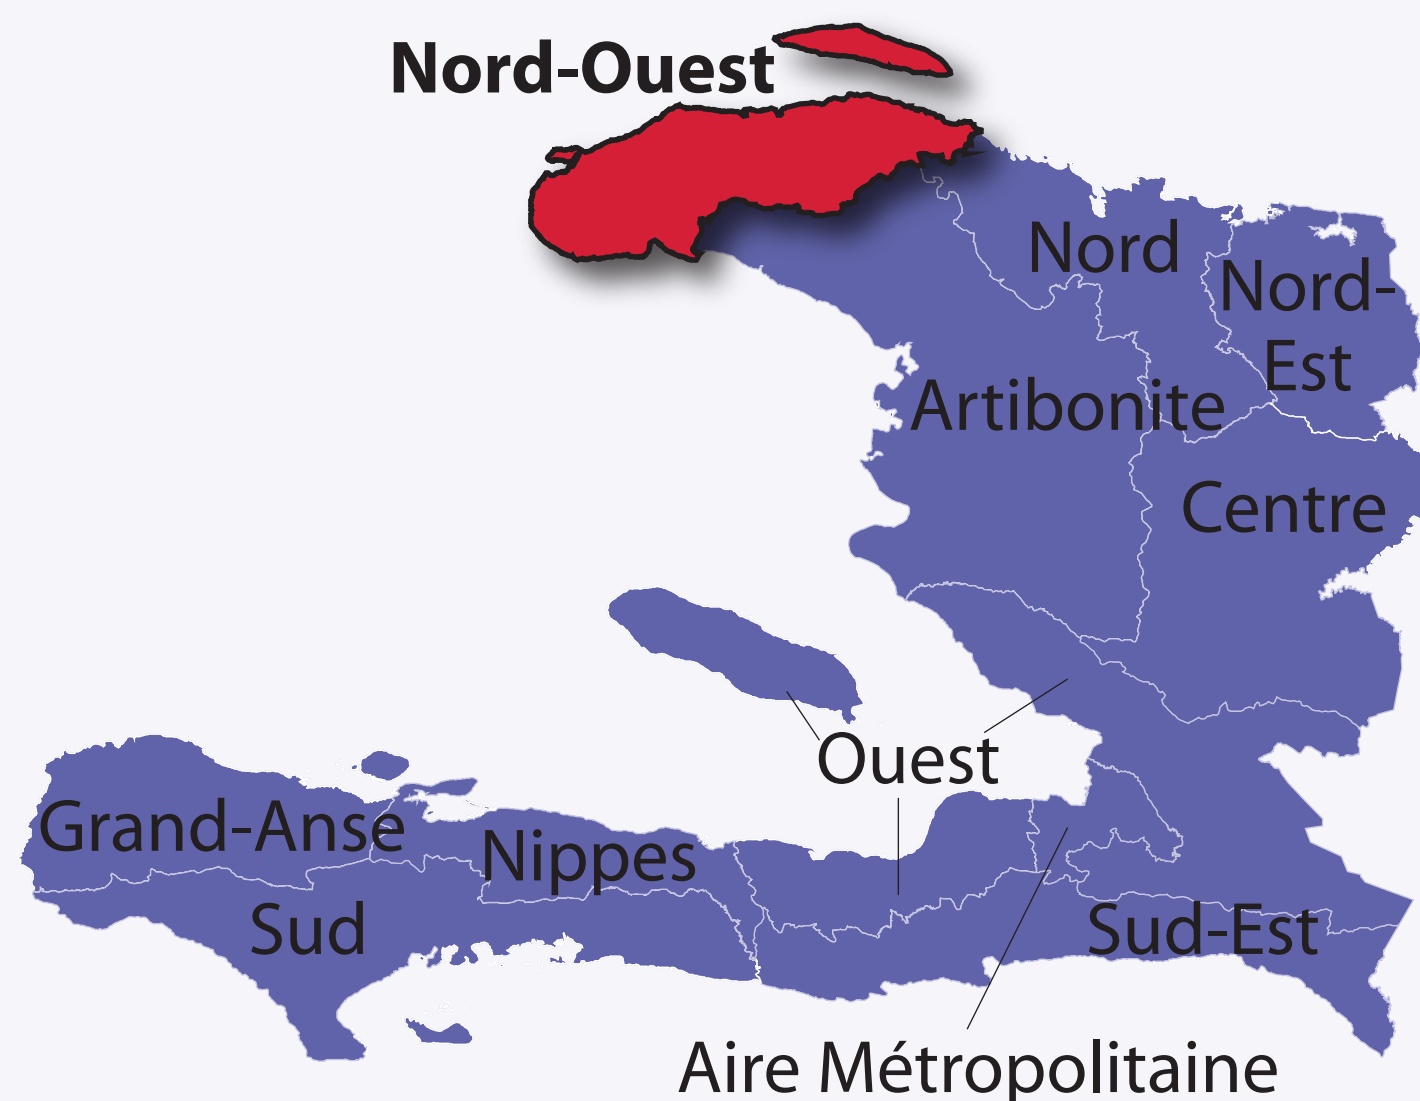 Nord-Ouest
Nord
Nord-
Est
Artibonite
Centre
Ouest
Grand-Anse
Nippes
Sud
Sud-Est
Aire Métropolitaine